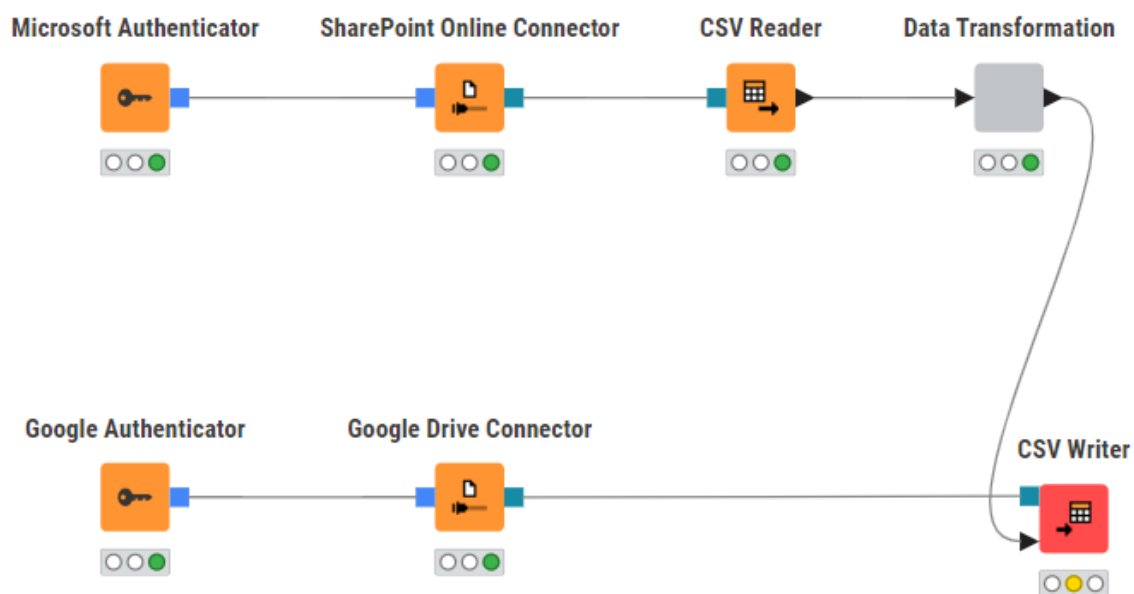 Microsoft Authenticator
SharePoint Online Connector
CSV Reader
Data Transformation
Google Authenticator
Google Drive Connector
CSV Writer